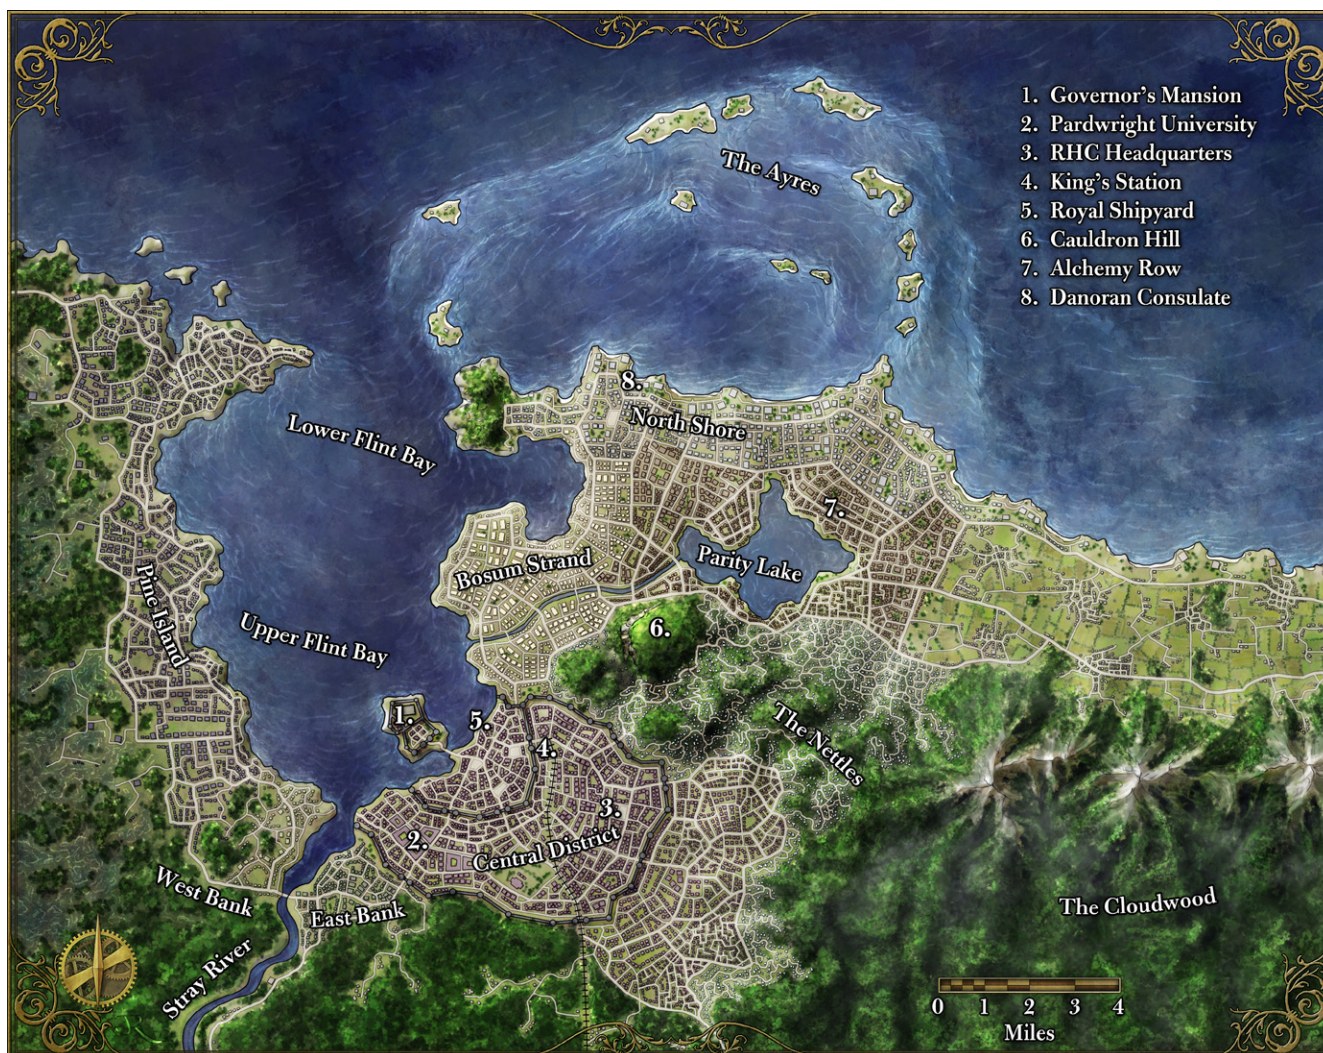 1. Governor's Mansion
2. Pardwright University
3. RHC Headquarters
4. King's Station
5. Royal Shipyard
6. Cauldron Hill
7. Alchemy Row
8. Danoran Consulate
The Ayres
8.
North Shore
Lower Flint Bay
7.
Parity Lake
Bosum Strand
Pine Island
6.
Upper Flint Bay
1.
5.
4.
The Nettles
3.
2.
Central District
West Bank
East Bank
The Cloudwood
Stray River
0 1 2 3 4
Miles